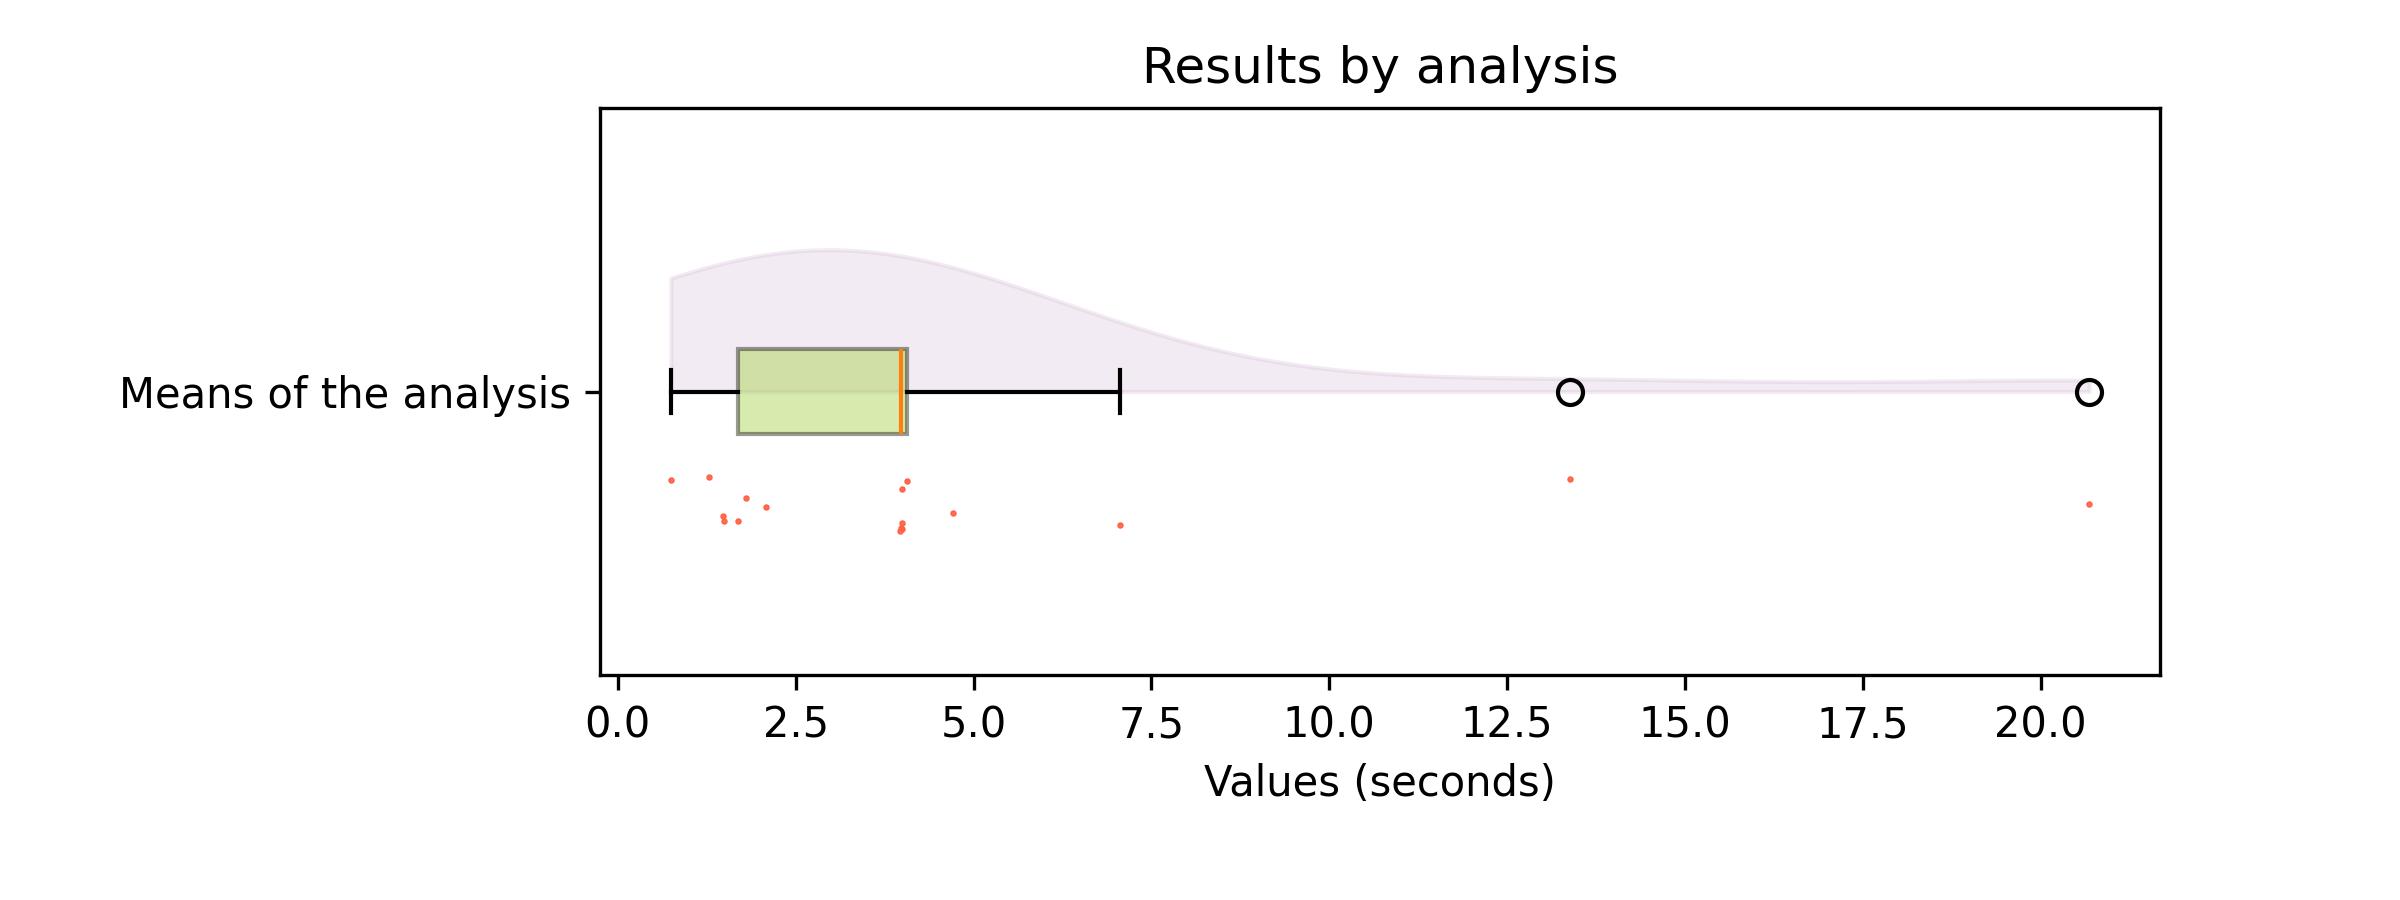 Results by analysis
Means of the analysis
0.0 2.5 5.0 7.5 10.0 12.5 15.0 17.5 20.0
Values (seconds)